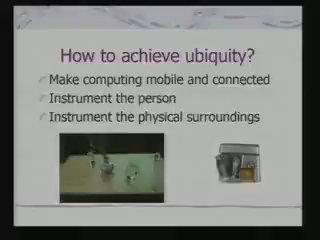 How to achieve ubiquity?
Make computing mobile and connected
Instrument the person
Instrument the physical surroundings